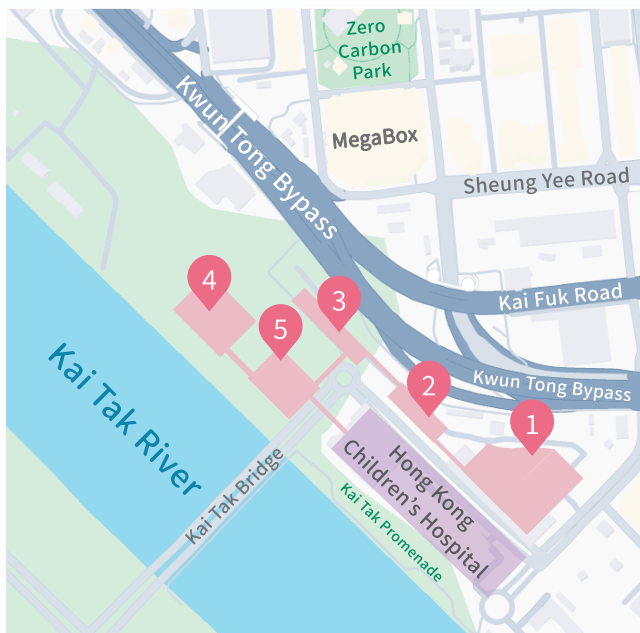 Zero
Carbon
Park
Kwun Tong Bypass
MegaBox
Sheung Yee Road
4
3
Kai Fuk Road
5
Kai Tak River
2
Kwun Tong Bypass
1
Hong Kong
Children's Hospital
Kai Tak Bridge
Kai Tak Promenade